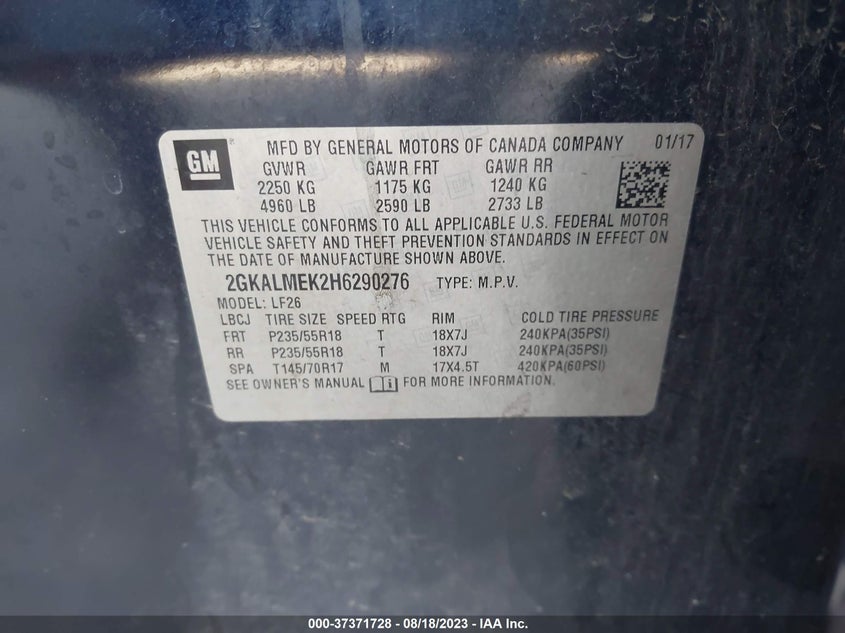 GM ® MFD BY GENERAL MOTORS OF CANADA COMPANY 01/17
GVWR GAWR FRT GAWR RR
2250 KG 1175 KG 1240 KG
4960 LB 2590 LB 2733 LB
THIS VEHICLE CONFORMS TO ALL APPLICABLE U.S. FEDERAL MOTOR
VEHICLE SAFETY AND THEFT PREVENTION STANDARDS IN EFFECT ON
THE DATE OF MANUFACTURE SHOWN ABOVE.
2GKALMEK2H6290276 TYPE: M.P.V.
MODEL: LF26
LBCJ TIRE SIZE SPEED RTG RIM COLD TIRE PRESSURE
FRT P235/55R18 T 18X7J 240KPA(35PSI)
RR P235/55R18 T 18X7J 240KPA(35PSI)
SPA T145/70R17 M 17X4.5T 420KPA(60PSI)
SEE OWNER'S MANUAL FOR MORE INFORMATION.
000-37371728 - 08/18/2023 - IAA Inc.